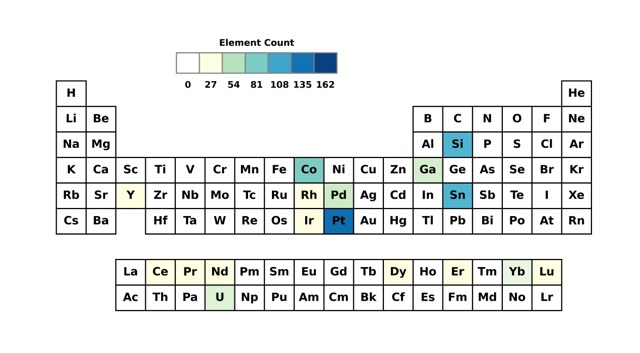 Element Count
0 27 54 81 108 135 162
H He
Li Be B C N O F Ne
Na Mg Al Si P S Cl Ar
K Ca Sc Ti V Cr Mn Fe Co Ni Cu Zn Ga Ge As Se Br Kr
Rb Sr Y Zr Nb Mo Tc Ru Rh Pd Ag Cd In Sn Sb Te I Xe
Cs Ba Hf Ta W Re Os Ir Pt Au Hg Tl Pb Bi Po At Rn
La Ce Pr Nd Pm Sm Eu Gd Tb Dy Ho Er Tm Yb Lu
Ac Th Pa U Np Pu Am Cm Bk Cf Es Fm Md No Lr